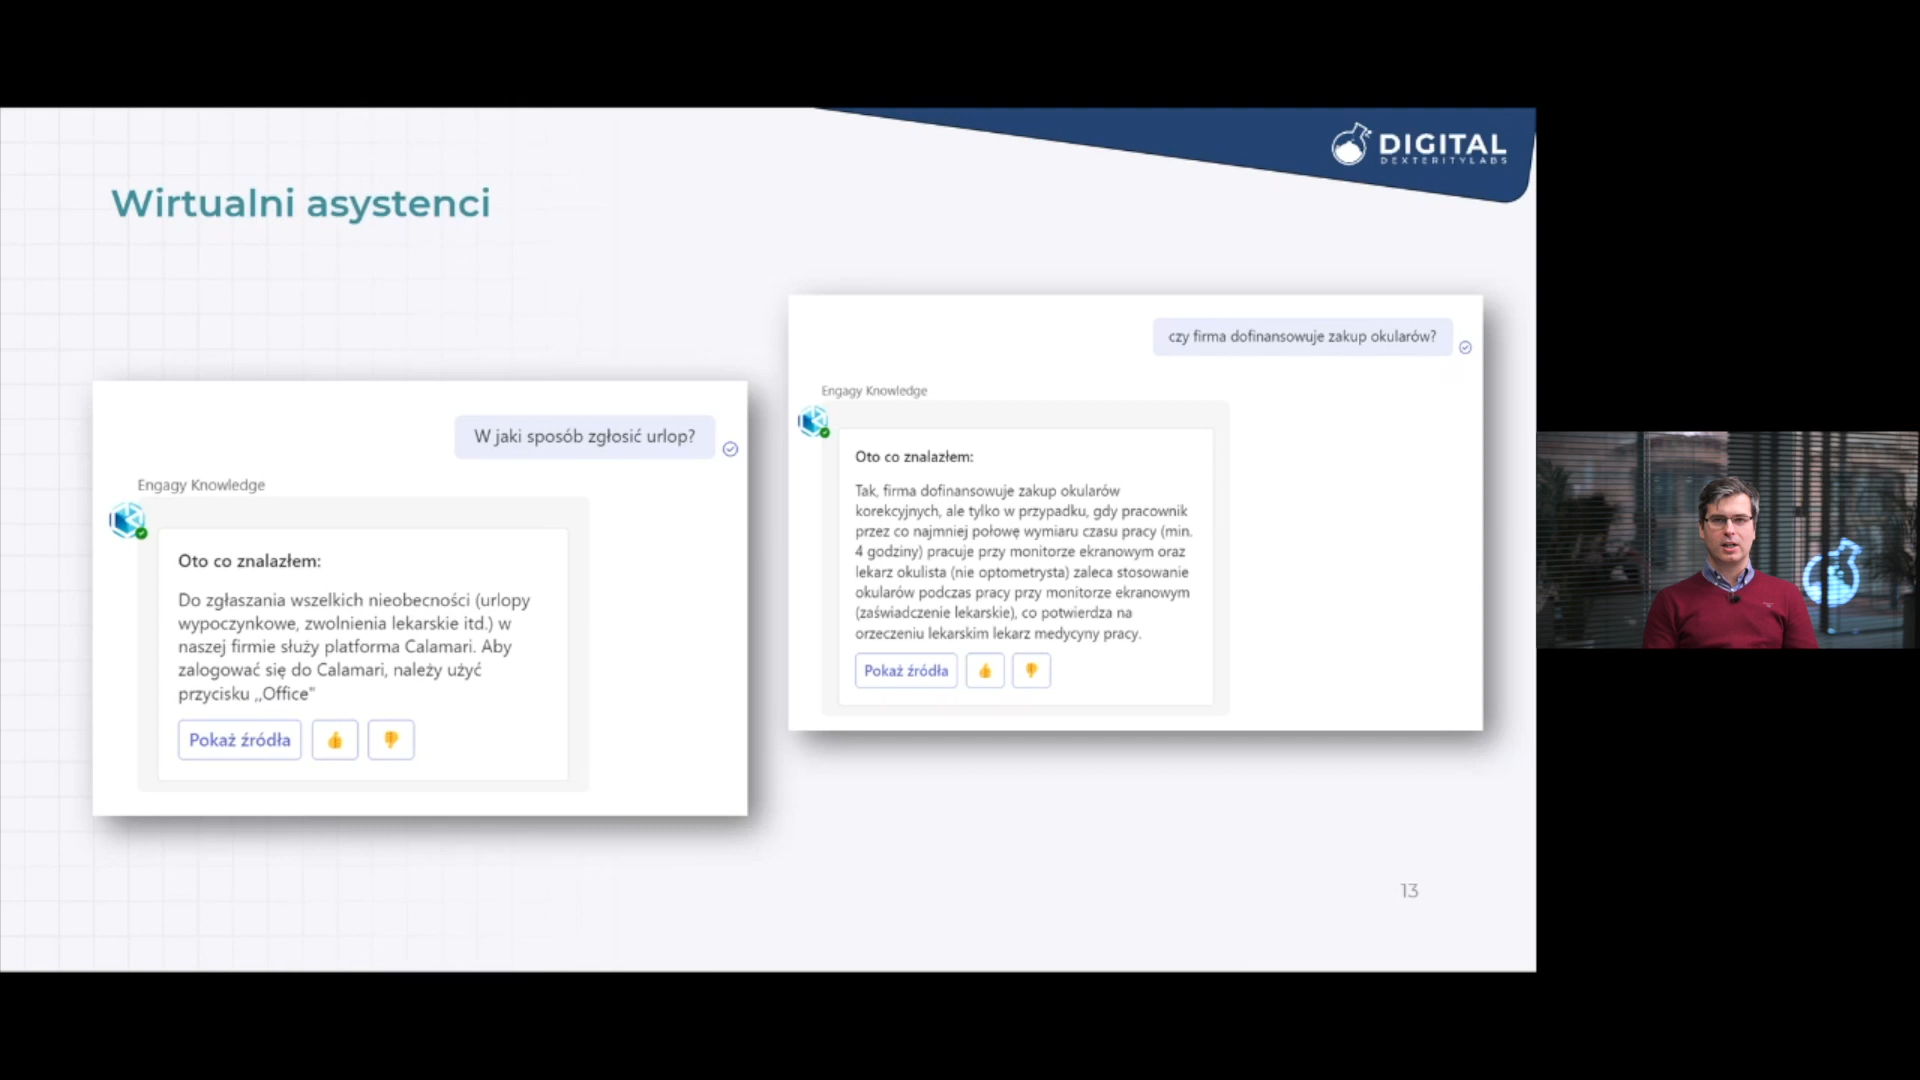 DIGITAL
DEXTERITYLABS
Wirtualni asystenci
W jaki sposób zgłosić urlop?
Engagy Knowledge
Oto co znalazłem:
Do zgłaszania wszelkich nieobecności (urlopy
wypoczynkowe, zwolnienia lekarskie itd.) w
naszej firmie służy platforma Calamari. Aby
zalogować się do Calamari, należy użyć
przycisku ,,Office"
Pokaż źródła
czy firma dofinansowuje zakup okularów?
Engagy Knowledge
Oto co znalazłem:
Tak, firma dofinansowuje zakup okularów
korekcyjnych, ale tylko w przypadku, gdy pracownik
przez co najmniej połowę wymiaru czasu pracy (min.
4 godziny) pracuje przy monitorze ekranowym oraz
lekarz okulista (nie optometrysta) zaleca stosowanie
okularów podczas pracy przy monitorze ekranowym
(zaświadczenie lekarskie), co potwierdza na
orzeczeniu lekarskim lekarz medycyny pracy.
Pokaż źródła
13